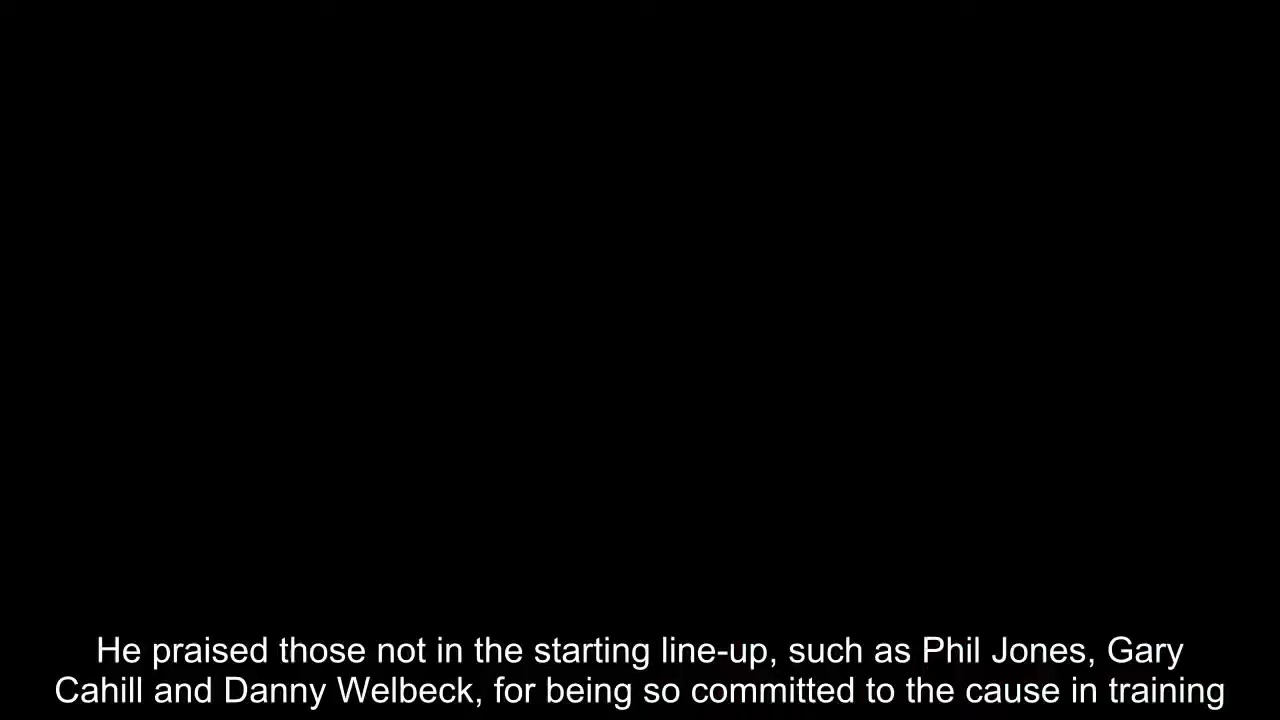 He praised those not in the starting line-up, such as Phil Jones, Gary
Cahill and Danny Welbeck, for being so committed to the cause in training